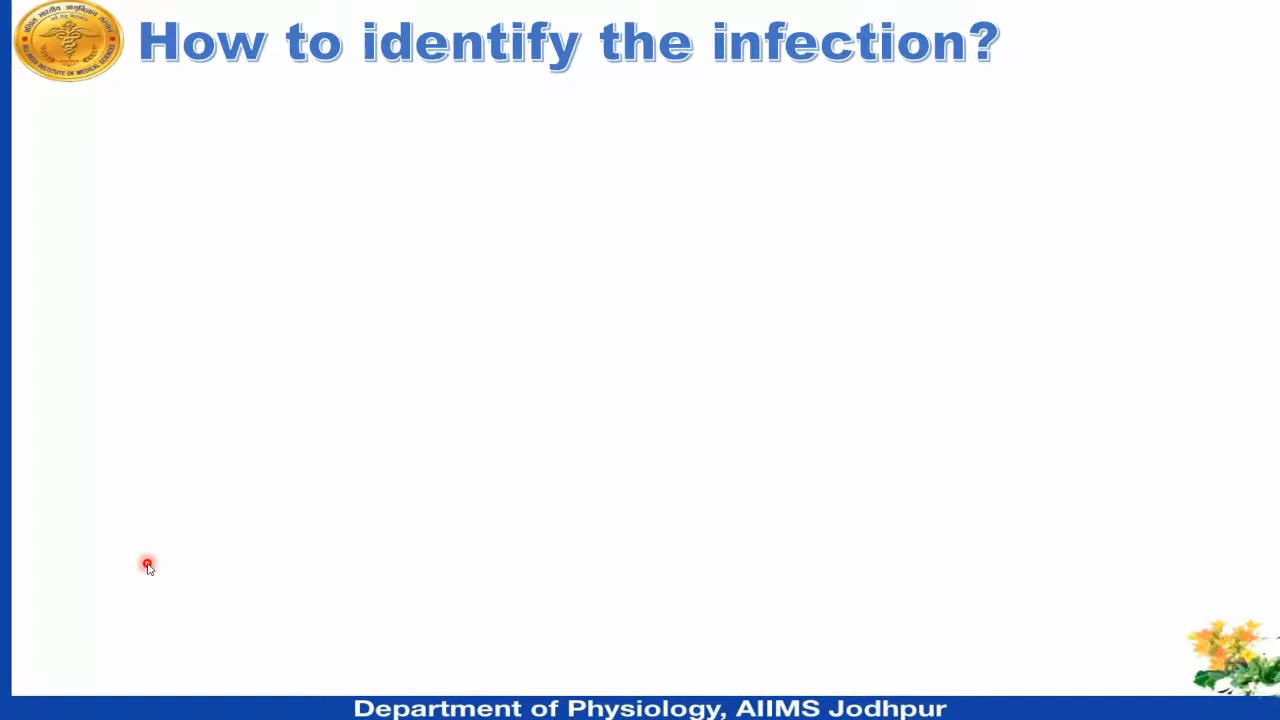 How to identify the infection?
Department of Physiology, AIIMS Jodhpur